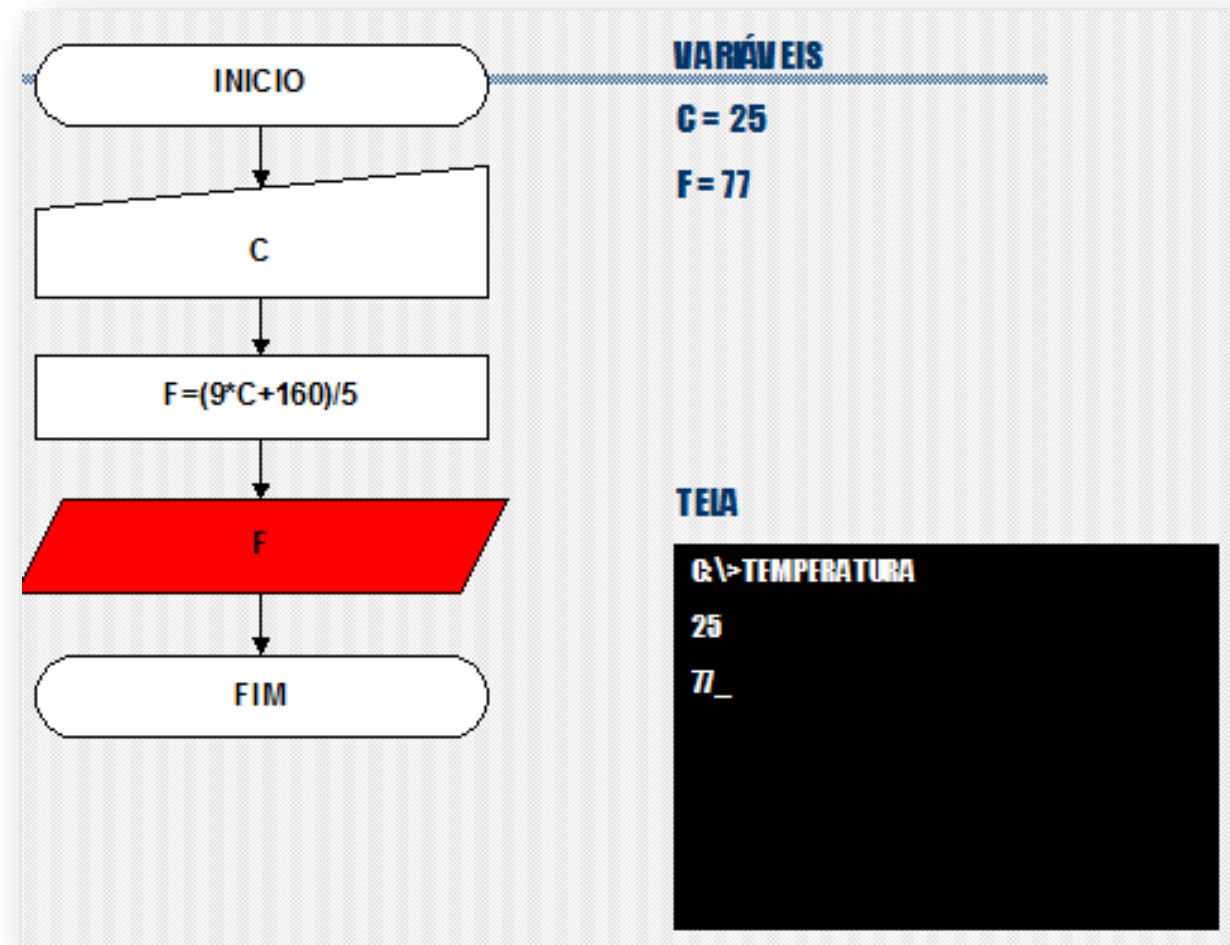 INICIO
C
F=(9*C+160)/5
F
FIM
VARIÁVEIS
C = 25
F = 77
TELA
C:\>TEMPERATURA
25
77_